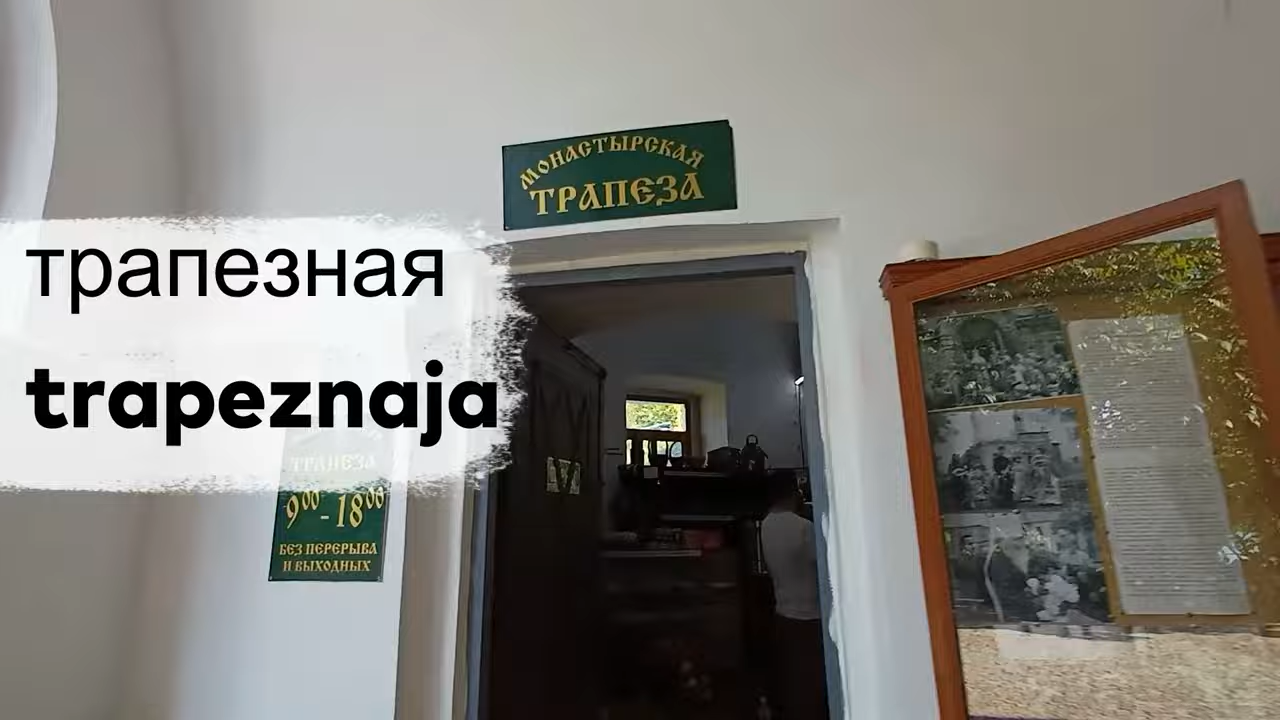 МОНАСТЫРСКАЯ
ТРАПЕЗА
трапезная
trapeznaja
ТРАПЕЗА
9⁰⁰ - 18⁰⁰
БЕЗ ПЕРЕРЫВА
И ВЫХОДНЫХ